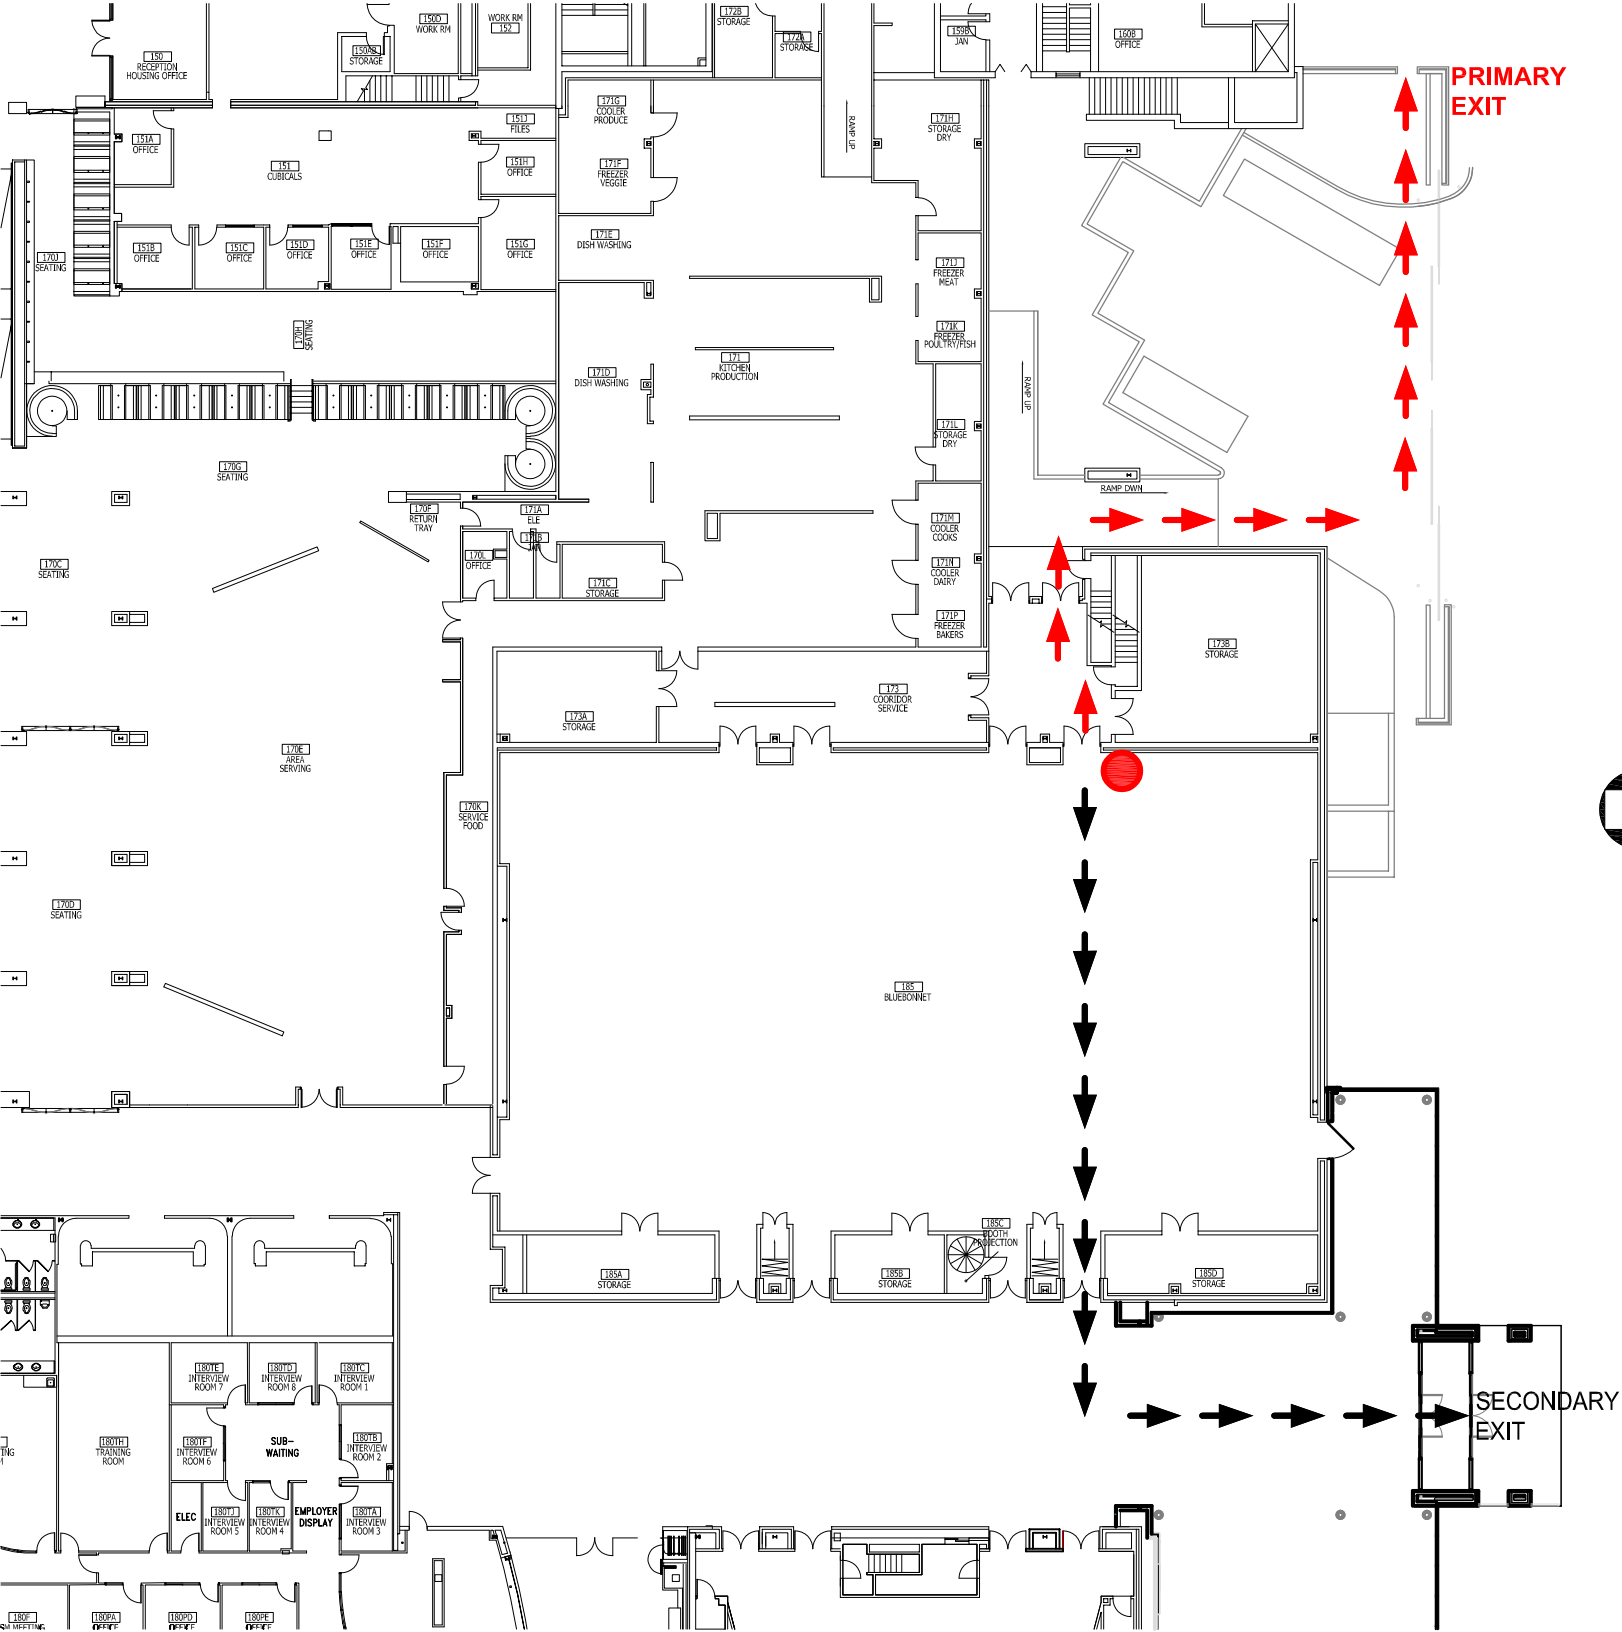 150
RECEPTION
HOUSING OFFICE
150AB
STORAGE
150D
WORK RM
WORK RM
152
172B
STORAGE
172A
STORAGE
159B
JAN
160B
OFFICE
PRIMARY
EXIT
151A
OFFICE
151
CUBICALS
151J
FILES
151H
OFFICE
151G
OFFICE
151B
OFFICE
151C
OFFICE
151D
OFFICE
151E
OFFICE
151F
OFFICE
171G
COOLER
PRODUCE
171F
FREEZER
VEGGIE
171E
DISH WASHING
RAMP UP
171H
STORAGE
DRY
171J
FREEZER
MEAT
171K
FREEZER
POULTRY/FISH
170J
SEATING
170H
SEATING
171D
DISH WASHING
171
KITCHEN
PRODUCTION
RAMP UP
171L
STORAGE
DRY
RAMP DWN
170G
SEATING
170F
RETURN
TRAY
171A
ELE
171B
JAN
170L
OFFICE
171C
STORAGE
171M
COOLER
COOKS
171N
COOLER
DAIRY
171P
FREEZER
BAKERS
170C
SEATING
173B
STORAGE
173A
STORAGE
173
COORIDOR
SERVICE
170E
AREA
SERVING
170K
SERVICE
FOOD
170D
SEATING
185
BLUEBONNET
185A
STORAGE
185B
STORAGE
185C
BOOTH
PROJECTION
185D
STORAGE
180TE
INTERVIEW
ROOM 7
180TD
INTERVIEW
ROOM 8
180TC
INTERVIEW
ROOM 1
180TH
TRAINING
ROOM
180TF
INTERVIEW
ROOM 6
SUB-
WAITING
180TB
INTERVIEW
ROOM 2
ELEC
180TJ
INTERVIEW
ROOM 5
180TK
INTERVIEW
ROOM 4
EMPLOYER
DISPLAY
180TA
INTERVIEW
ROOM 3
SECONDARY
EXIT
180F
MEETING
180PA
OFFICE
180PD
OFFICE
180PE
OFFICE